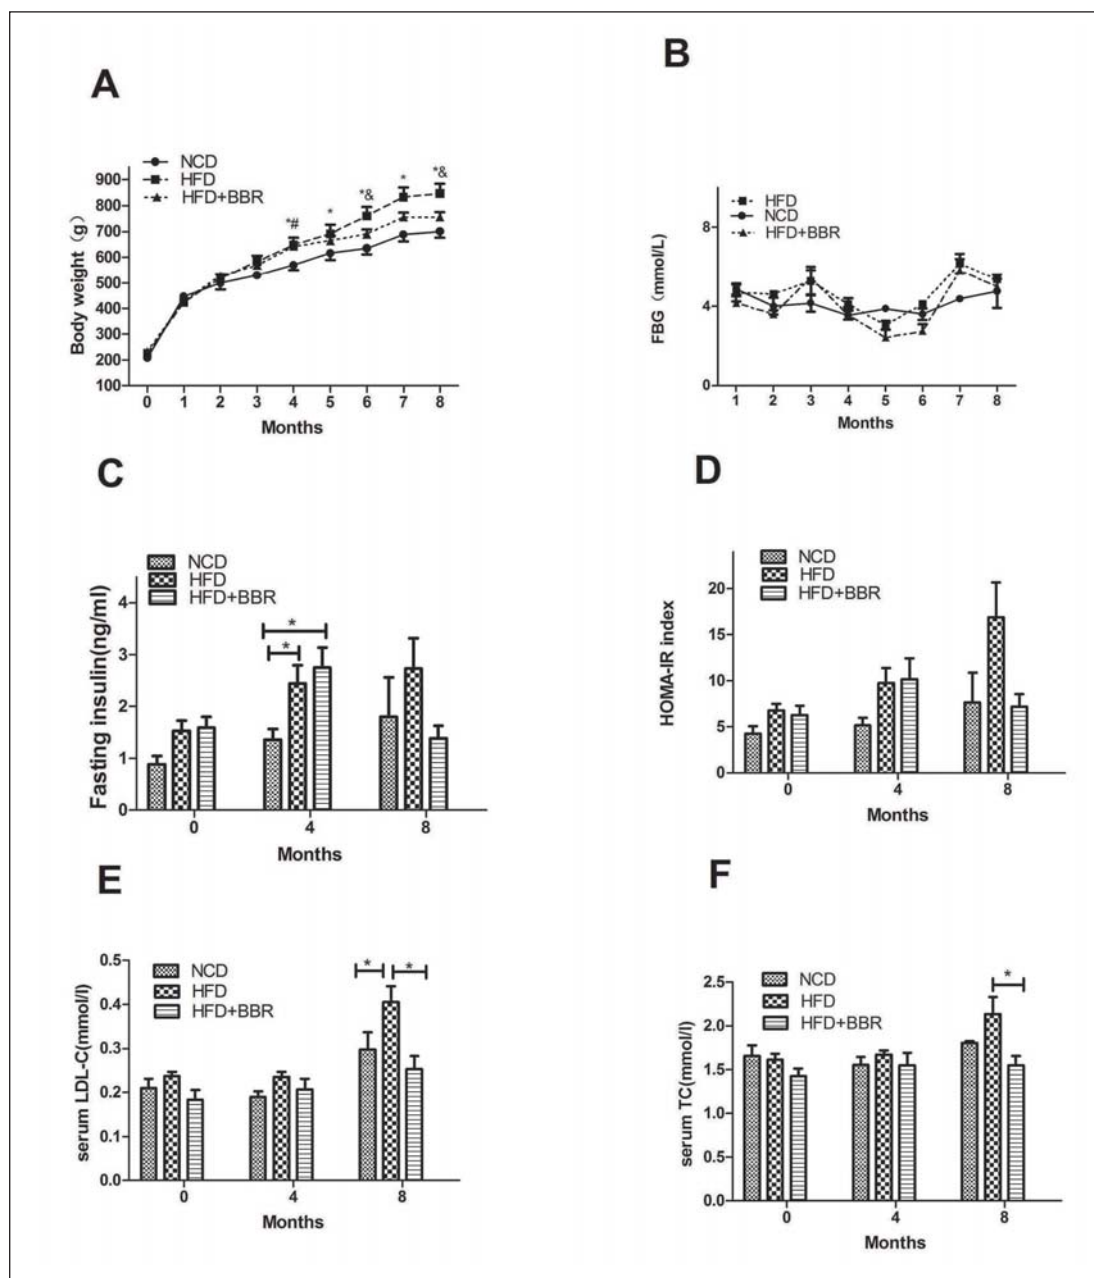 A
NCD
HFD
HFD+BBR
Body weight (g)
900
800
700
600
500
400
300
200
100
*#
*
*&
*
*&
0 1 2 3 4 5 6 7 8
Months
B
HFD
NCD
HFD+BBR
FBG (mmol/L)
8
4
0
1 2 3 4 5 6 7 8
Months
C
NCD
HFD
HFD+BBR
Fasting insulin(ng/ml)
4
3
2
1
0
*
*
0 4 8
Months
D
NCD
HFD
HFD+BBR
HOMA-IR index
20
15
10
5
0
0 4 8
Months
E
NCD
HFD
HFD+BBR
serum LDL-C(mmol/l)
0.5
0.4
0.3
0.2
0.1
0.0
* *
0 4 8
Months
F
NCD
HFD
HFD+BBR
serum TC(mmol/l)
2.5
2.0
1.5
1.0
0.5
0.0
*
0 4 8
Months